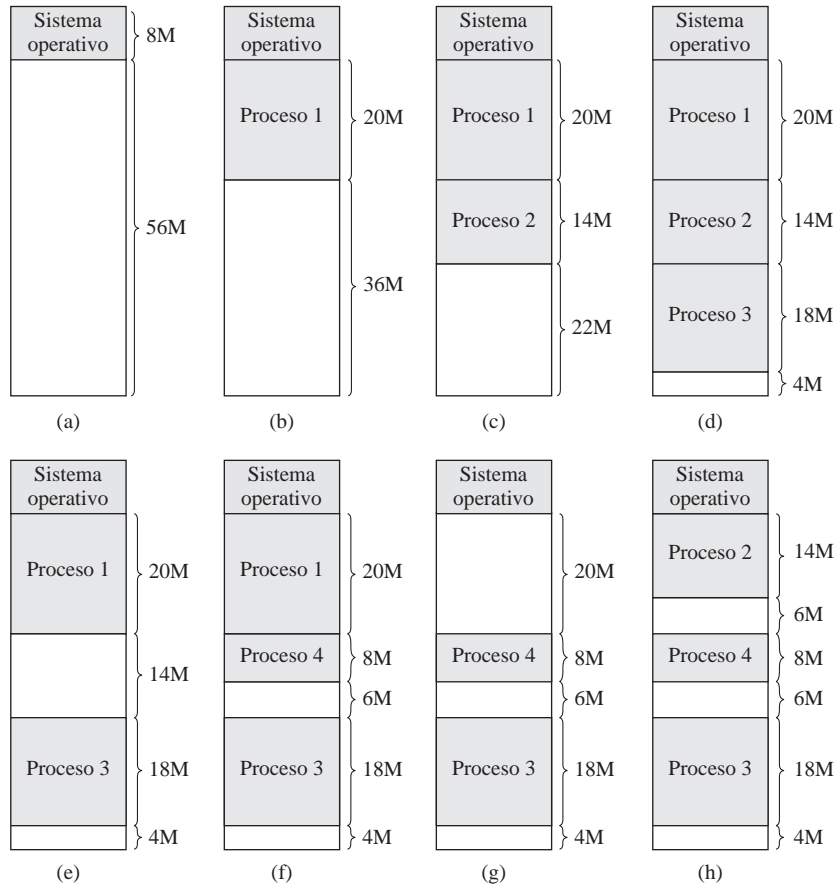 Sistema
operativo
8M
56M
(a)
Sistema
operativo
Proceso 1
20M
36M
(b)
Sistema
operativo
Proceso 1
20M
Proceso 2
14M
22M
(c)
Sistema
operativo
Proceso 1
20M
Proceso 2
14M
Proceso 3
18M
4M
(d)
Sistema
operativo
Proceso 1
20M
14M
Proceso 3
18M
4M
(e)
Sistema
operativo
Proceso 1
20M
Proceso 4
8M
6M
Proceso 3
18M
4M
(f)
Sistema
operativo
20M
Proceso 4
8M
6M
Proceso 3
18M
4M
(g)
Sistema
operativo
Proceso 2
14M
6M
Proceso 4
8M
6M
Proceso 3
18M
4M
(h)